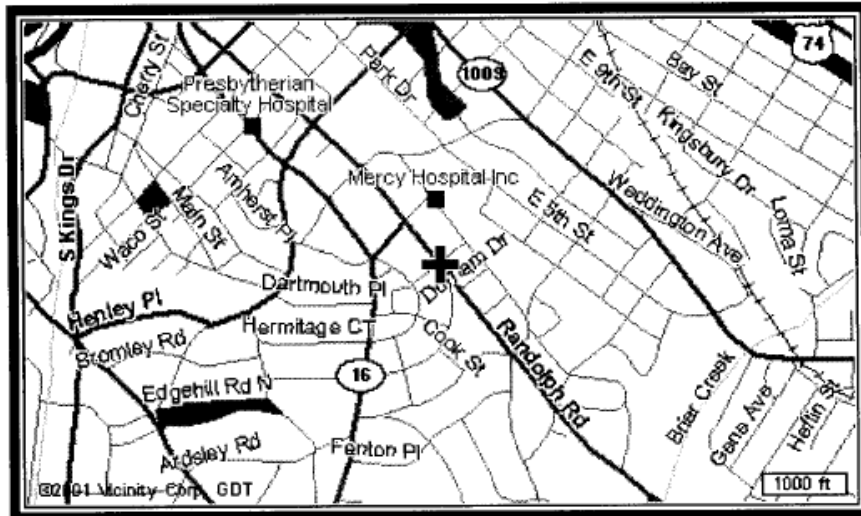 74
1009
Cherry St
Park Dr
E 9th St
Bay St
Presbytherian
Specialty Hospital
Kingsbury Dr
S Kings Dr
Amherst Pl
Mercy Hospital Inc
Weddington Ave
E 5th St
Loma St
Waco St
Main St
Durham Dr
Dartmouth Pl
Henley Pl
Hermitage CT
Bromley Rd
Cook St
Randolph Rd
16
Edgehill Rd N
Briar Creek
Gene Ave
Heflin St
Ardsley Rd
Fenton Pl
©2001 Vicinity Corp, GDT
1000 ft